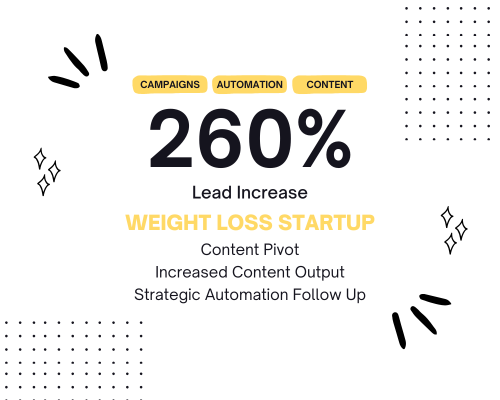 CAMPAIGNS AUTOMATION CONTENT
260%
Lead Increase
WEIGHT LOSS STARTUP
Content Pivot
Increased Content Output
Strategic Automation Follow Up